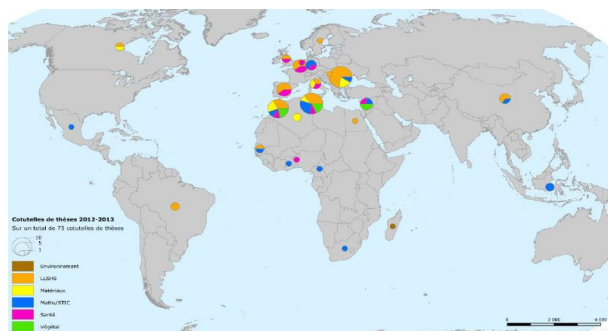 Cotutelles de thèses 2012-2013
Sur un total de 73 cotutelles de thèses
10
5
1
Environnement
LLSHS
Matériaux
Maths/STIC
Santé
Végétal
0 2 000 4 000